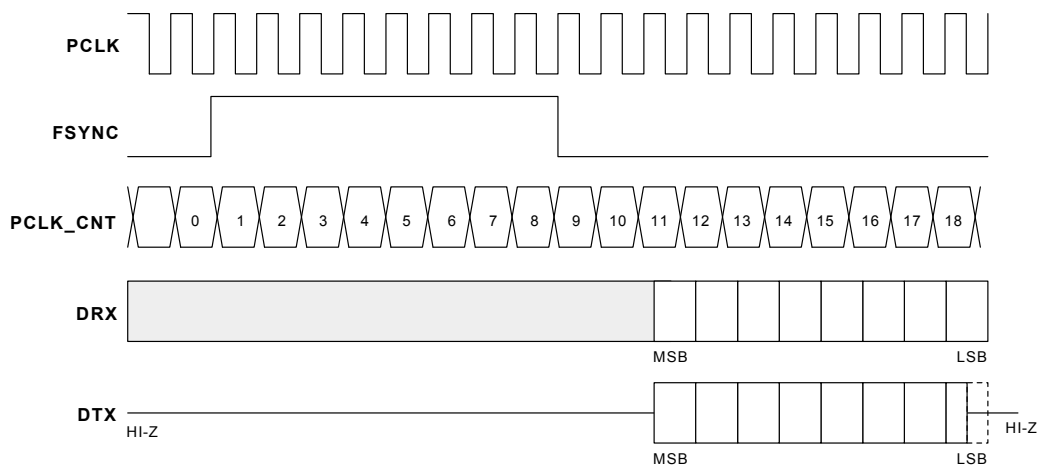 PCLK
FSYNC
PCLK_CNT 0 1 2 3 4 5 6 7 8 9 10 11 12 13 14 15 16 17 18
DRX
MSB LSB
DTX
HI-Z HI-Z
MSB LSB